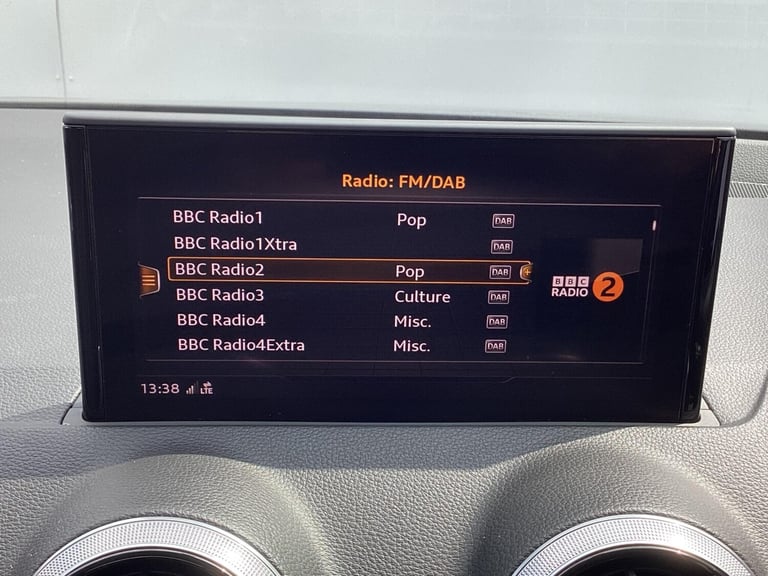 Radio: FM/DAB
BBC Radio1 Pop DAB
BBC Radio1Xtra DAB
BBC Radio2 Pop DAB +
BBC Radio3 Culture DAB
BBC Radio4 Misc. DAB
BBC Radio4Extra Misc. DAB
BBC
RADIO 2
13:38 LTE